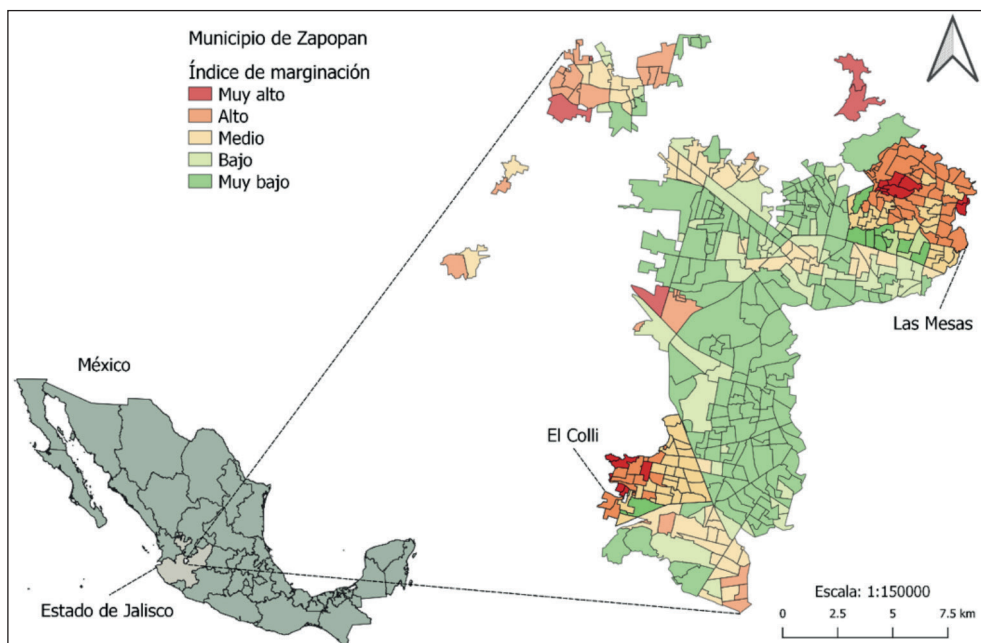 Municipio de Zapopan
Índice de marginación
Muy alto
Alto
Medio
Bajo
Muy bajo
Las Mesas
México
El Colli
Estado de Jalisco
Escala: 1:150000
0 2.5 5 7.5 km